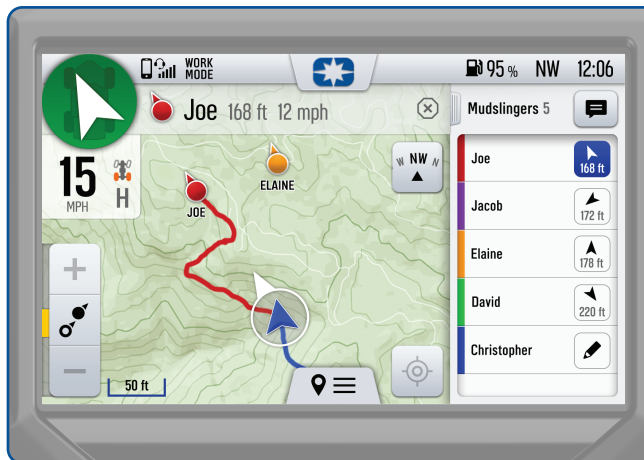 WORK
MODE
95 % NW 12:06
Joe 168 ft 12 mph
Mudslingers 5
15
MPH
H
W NW N
ELAINE
JOE
Joe
168 ft
Jacob
172 ft
Elaine
178 ft
David
220 ft
Christopher
50 ft